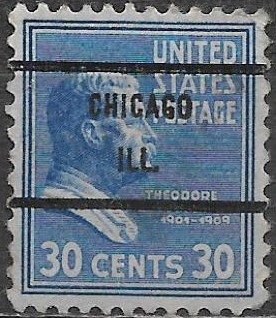 UNITED
STATES
POSTAGE
CHICAGO
ILL.
THEODORE
1901-1909
30 CENTS 30